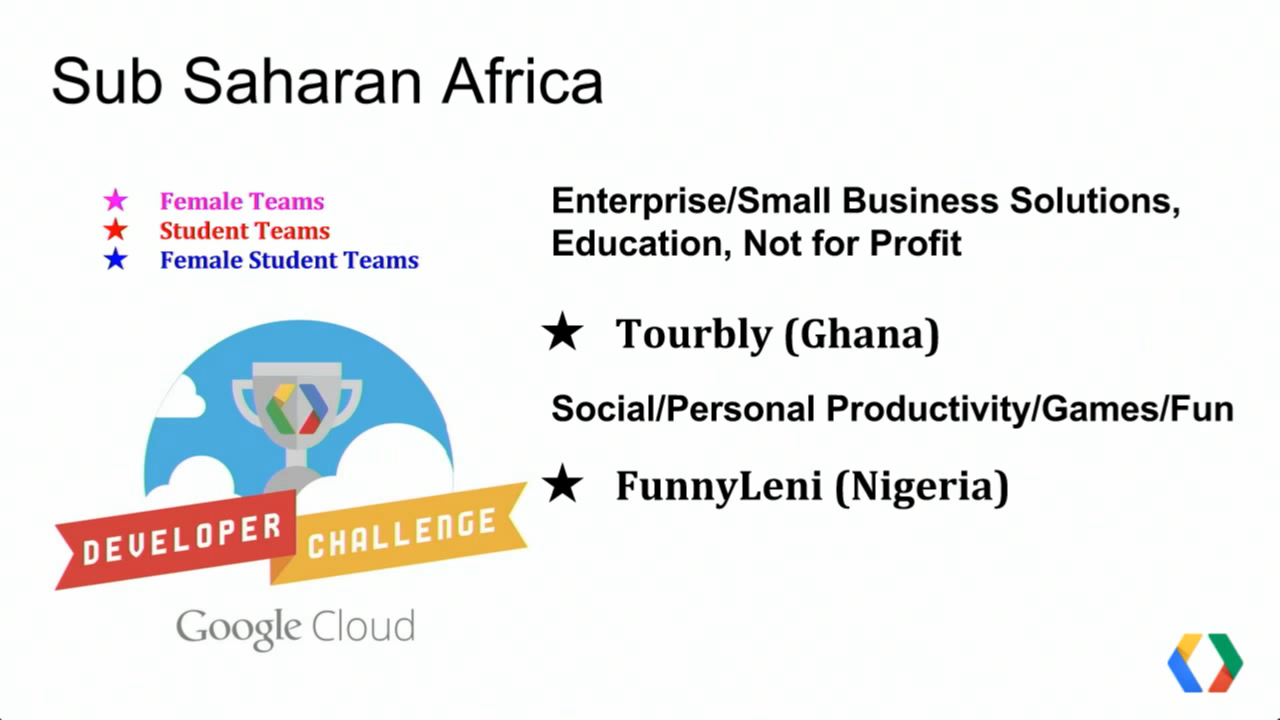 Sub Saharan Africa
★ Female Teams
★ Student Teams
★ Female Student Teams
Enterprise/Small Business Solutions,
Education, Not for Profit
★ Tourbly (Ghana)
Social/Personal Productivity/Games/Fun
★ FunnyLeni (Nigeria)
DEVELOPER CHALLENGE
Google Cloud